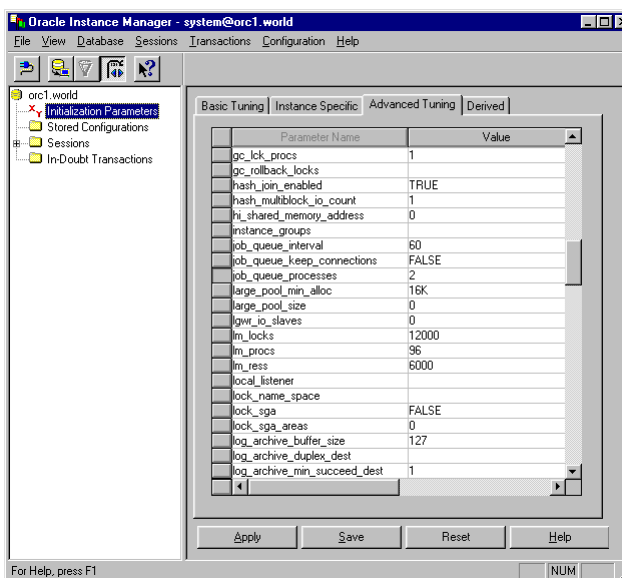 Oracle Instance Manager - system@orc1.world
File View Database Sessions Transactions Configuration Help
orc1.world
Initialization Parameters
Stored Configurations
Sessions
In-Doubt Transactions
Basic Tuning Instance Specific Advanced Tuning Derived
Parameter Name Value
gc_lck_procs 1
gc_rollback_locks
hash_join_enabled TRUE
hash_multiblock_io_count 1
hi_shared_memory_address 0
instance_groups
job_queue_interval 60
job_queue_keep_connections FALSE
job_queue_processes 2
large_pool_min_alloc 16K
large_pool_size 0
lgwr_io_slaves 0
lm_locks 12000
lm_procs 96
lm_ress 6000
local_listener
lock_name_space
lock_sga FALSE
lock_sga_areas 0
log_archive_buffer_size 127
log_archive_duplex_dest
log_archive_min_succeed_dest 1
Apply Save Reset Help
For Help, press F1 NUM